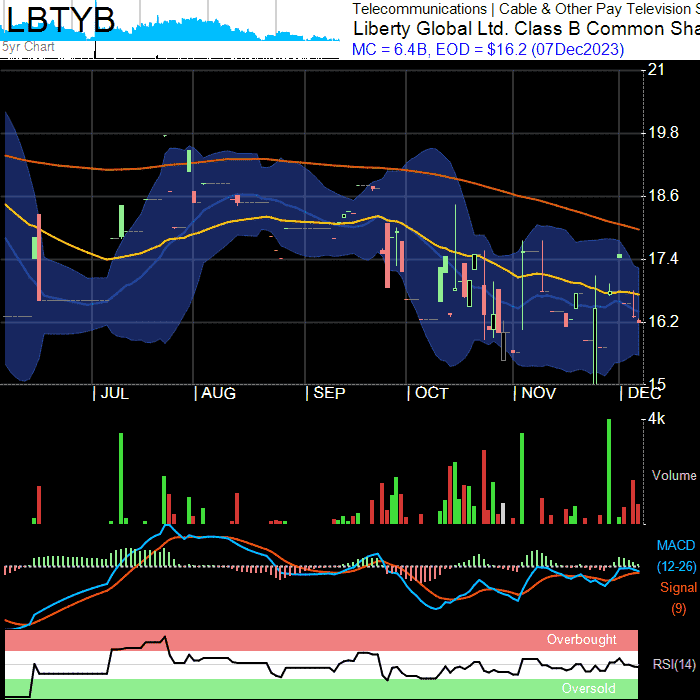 LBTYB
5yr Chart
Telecommunications | Cable & Other Pay Television S
Liberty Global Ltd. Class B Common Sha
MC = 6.4B, EOD = $16.2 (07Dec2023)
21
19.8
18.6
17.4
16.2
15
| JUL | AUG | SEP | OCT | NOV | DEC
4k
Volume
MACD
(12-26)
Signal
(9)
Overbought
RSI(14)
Oversold